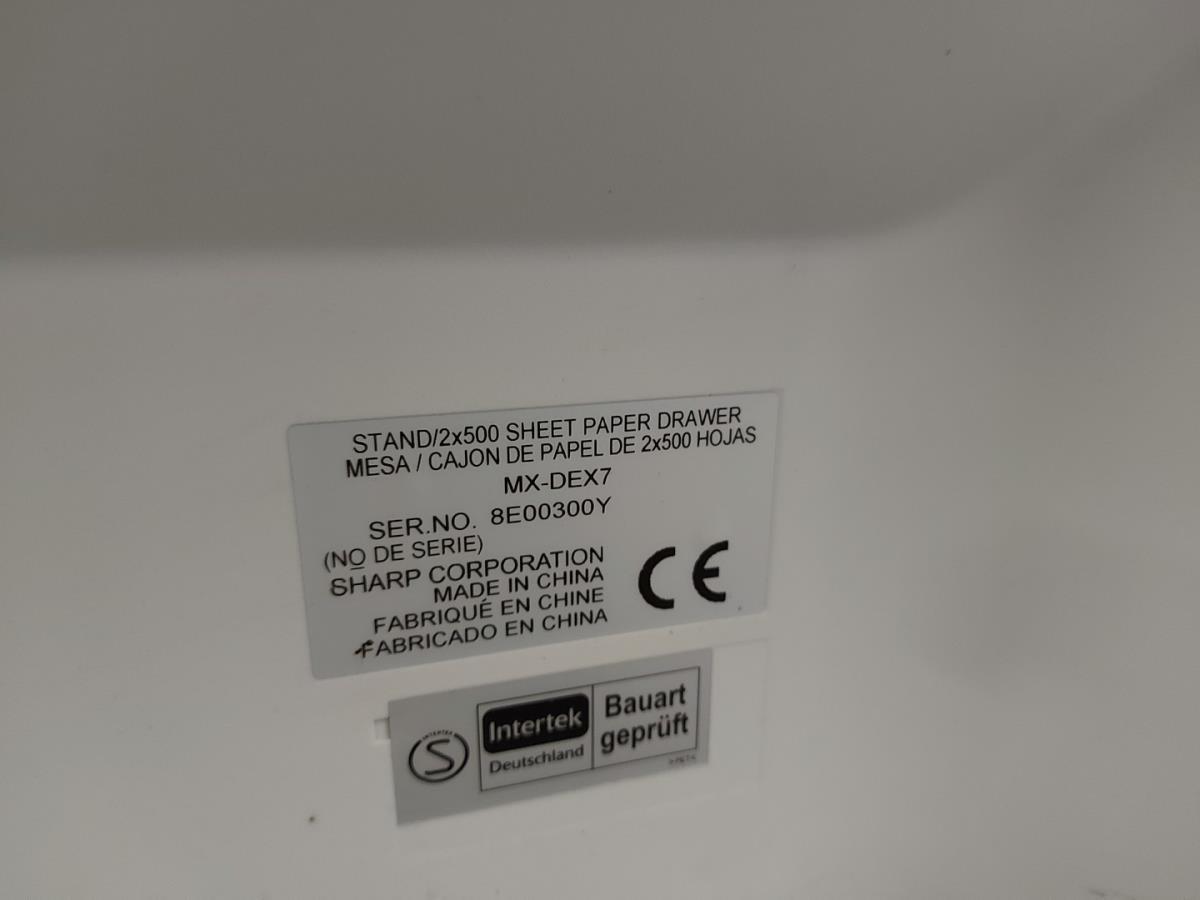 STAND/2x500 SHEET PAPER DRAWER
MESA / CAJON DE PAPEL DE 2x500 HOJAS
MX-DEX7
SER.NO. 8E00300Y
(NO DE SERIE)
SHARP CORPORATION
MADE IN CHINA
FABRIQUÉ EN CHINE
FABRICADO EN CHINA
CE
INTERTEK
S
Intertek
Deutschland
Bauart
geprüft